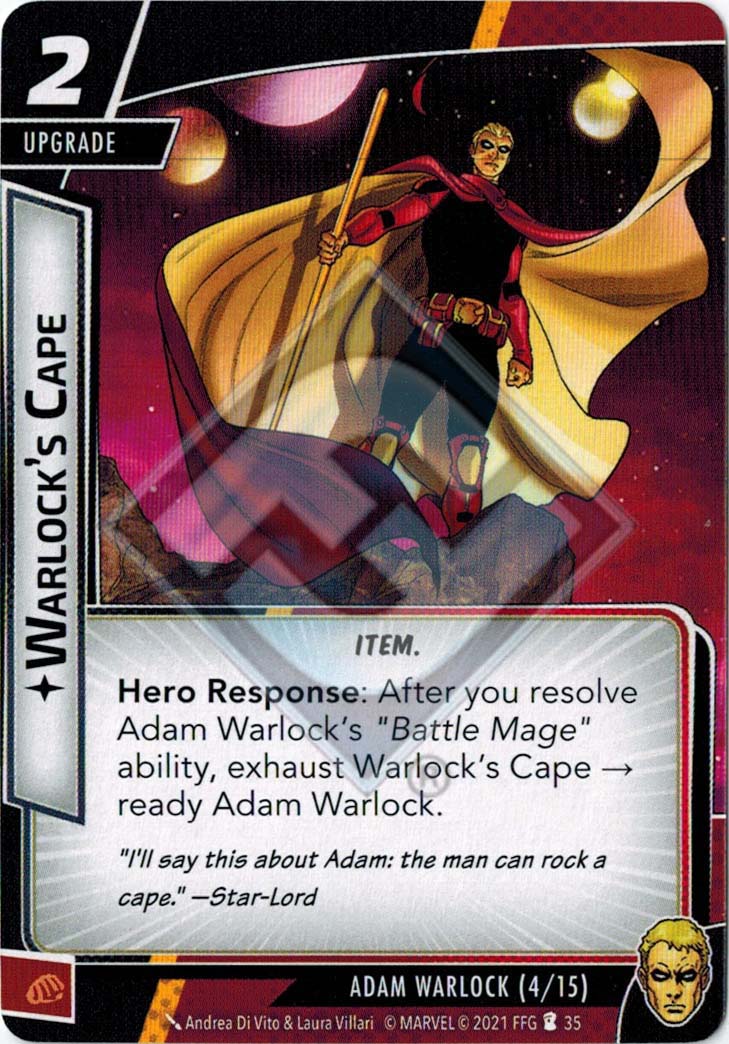 2
UPGRADE
WARLOCK'S CAPE
ITEM.
Hero Response: After you resolve
Adam Warlock's "Battle Mage"
ability, exhaust Warlock's Cape →
ready Adam Warlock.
"I'll say this about Adam: the man can rock a
cape." —Star-Lord
ADAM WARLOCK (4/15)
Andrea Di Vito & Laura Villari © MARVEL © 2021 FFG 35